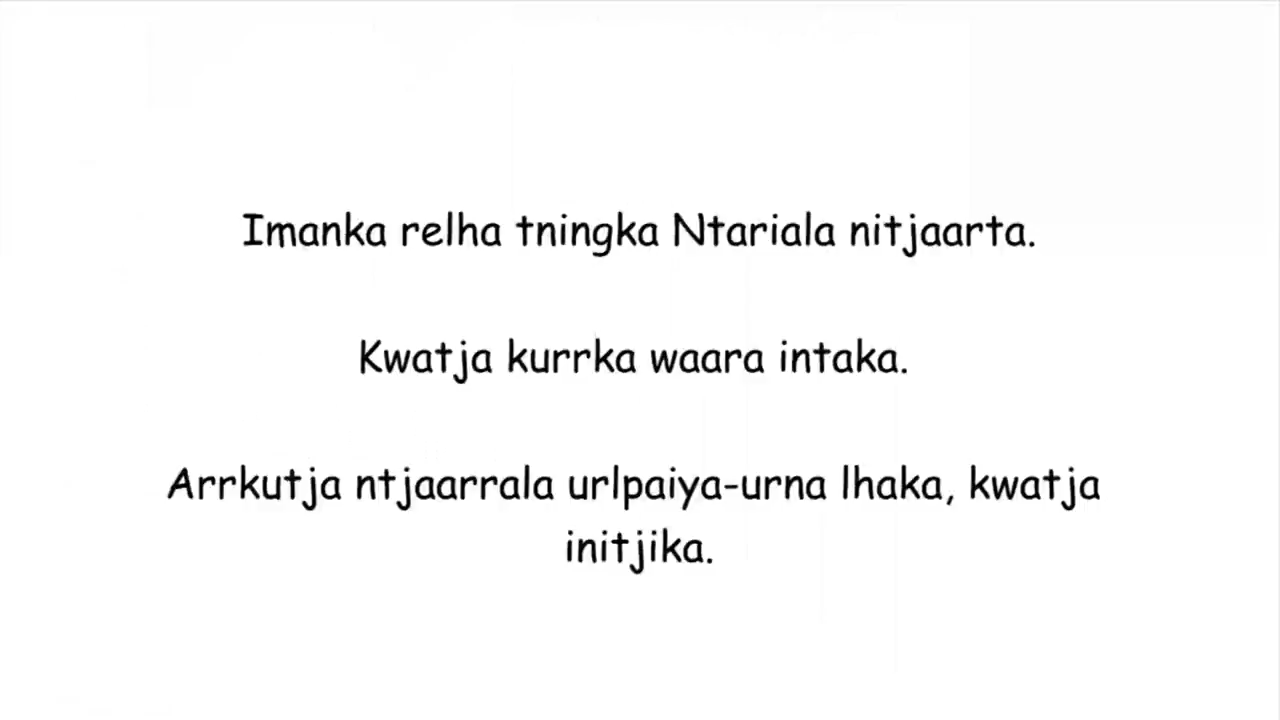 Imanka relha tningka Ntariala nitjaarta.
Kwatja kurrka waara intaka.
Arrkutja ntjaarrala urlpaiya-urna lhaka, kwatja
initjika.